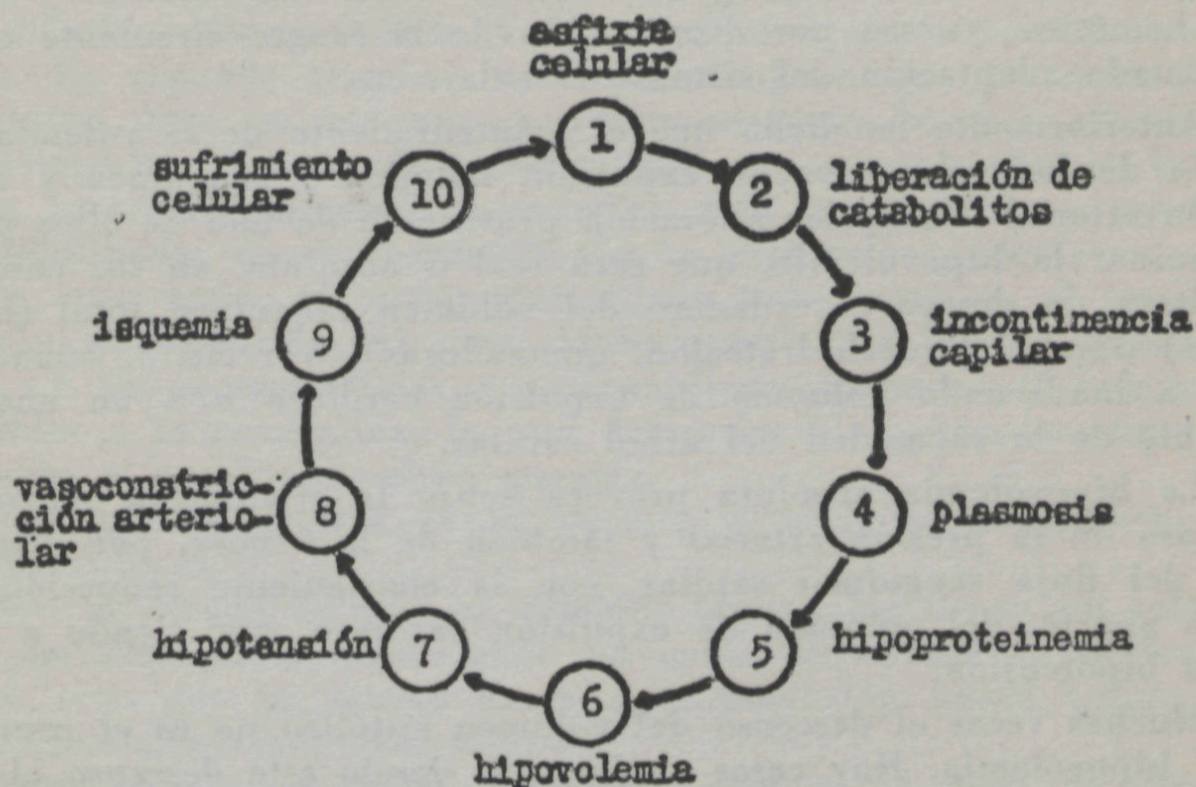 asfixia
celular
1
2
liberación de
catabolitos
3
incontinencia
capilar
4
plasmosis
5
hipoproteinemia
6
hipovolemia
7
hipotensión
8
vasoconstric-
ción arterio-
lar
9
isquemia
10
sufrimiento
celular